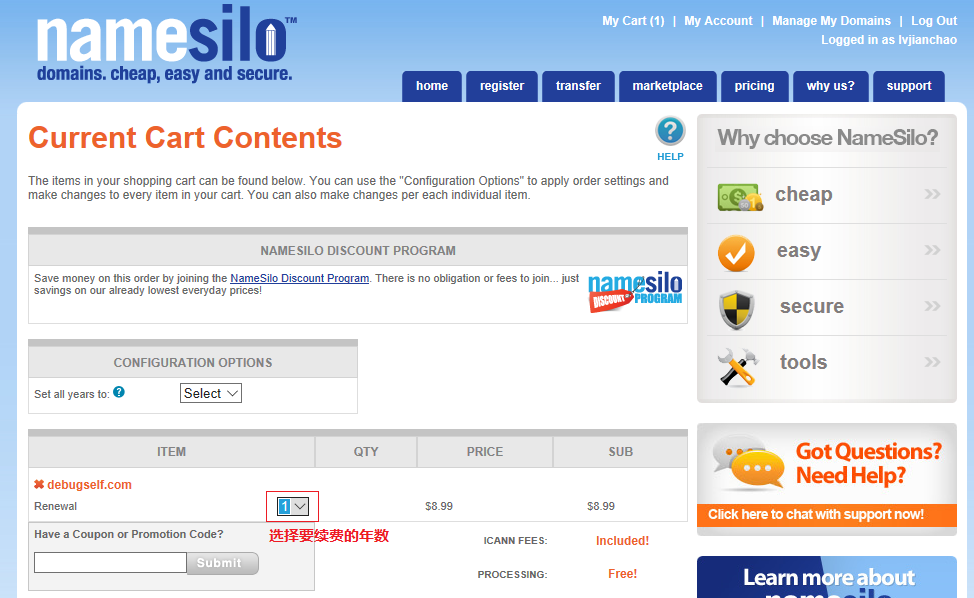 namesilo™
domains. cheap, easy and secure.
My Cart (1) | My Account | Manage My Domains | Log Out
Logged in as lvjianchao
home register transfer marketplace pricing why us? support
Current Cart Contents
HELP
The items in your shopping cart can be found below. You can use the "Configuration Options" to apply order settings and
make changes to every item in your cart. You can also make changes per each individual item.
NAMESILO DISCOUNT PROGRAM
Save money on this order by joining the NameSilo Discount Program. There is no obligation or fees to join... just
savings on our already lowest everyday prices!
namesilo
DISCOUNT PROGRAM
CONFIGURATION OPTIONS
Set all years to: ? Select
ITEM QTY PRICE SUB
debugself.com
Renewal 1 $8.99 $8.99
选择要续费的年数
Have a Coupon or Promotion Code?
Submit
ICANN FEES: Included!
PROCESSING: Free!
Why choose NameSilo?
cheap
easy
secure
tools
Got Questions?
Need Help?
Click here to chat with support now!
Learn more about
namesilo